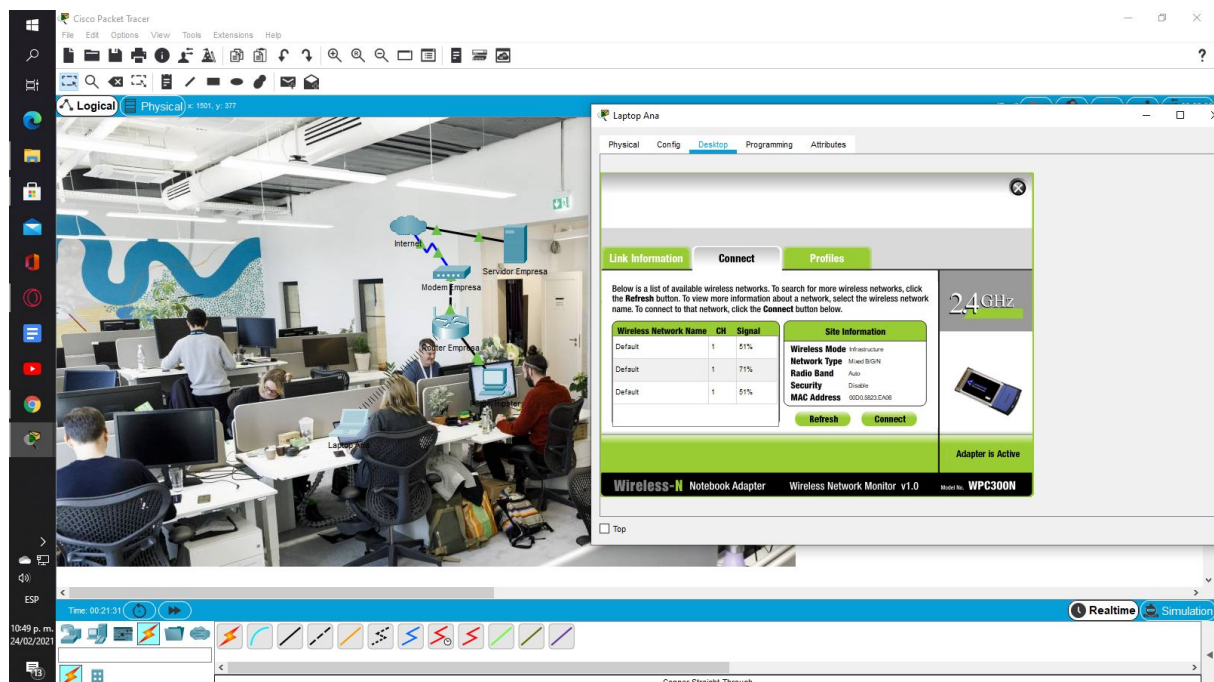 Cisco Packet Tracer
File Edit Options View Tools Extensions Help
?
Logical Physical x: 1501, y: 377
Laptop Ana
Physical Config Desktop Programming Attributes
Link Information Connect Profiles
Below is a list of available wireless networks. To search for more wireless networks, click
the Refresh button. To view more information about a network, select the wireless network
name. To connect to that network, click the Connect button below.
2.4GHz
Wireless Network Name CH Signal
Default 1 51%
Default 1 71%
Default 1 51%
Site Information
Wireless Mode Infrastructure
Network Type Mixed B/G/N
Radio Band Auto
Security Disable
MAC Address 00D0.5823.EA06
Refresh Connect
Adapter is Active
Wireless-N Notebook Adapter Wireless Network Monitor v1.0 Model No. WPC300N
Top
Internet
Servidor Empresa
Modem Empresa
Router Empresa
Laptop Ana
ESP
10:49 p. m.
24/02/2021
13
Time: 00:21:31
Realtime Simulation
Copper Straight-Through